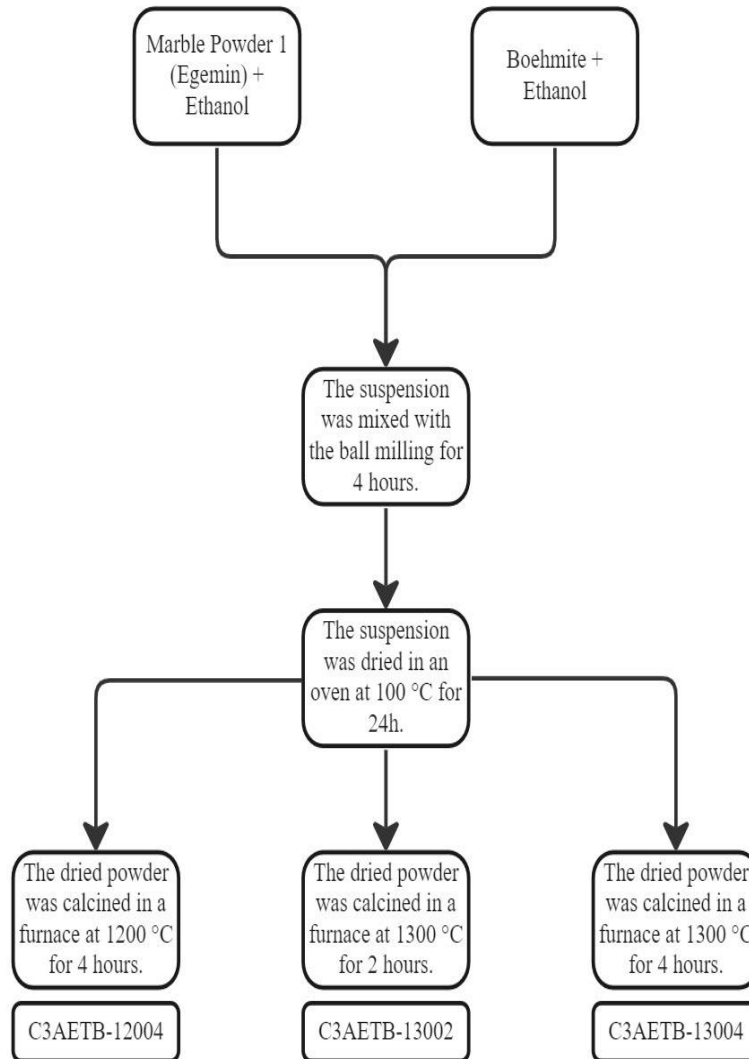 Marble Powder 1
(Egemin) +
Ethanol
Boehmite +
Ethanol
The suspension
was mixed with
the ball milling for
4 hours.
The suspension
was dried in an
oven at 100 °C for
24h.
The dried powder
was calcined in a
furnace at 1200 °C
for 4 hours.
The dried powder
was calcined in a
furnace at 1300 °C
for 2 hours.
The dried powder
was calcined in a
furnace at 1300 °C
for 4 hours.
C3AETB-12004
C3AETB-13002
C3AETB-13004